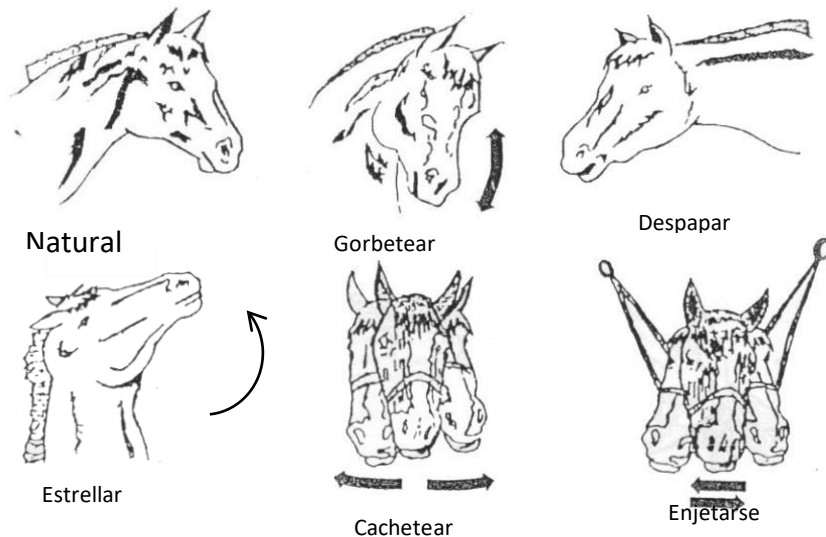 Natural
Gorbetear
Despapar
Estrellar
Cachetear
Enjetarse